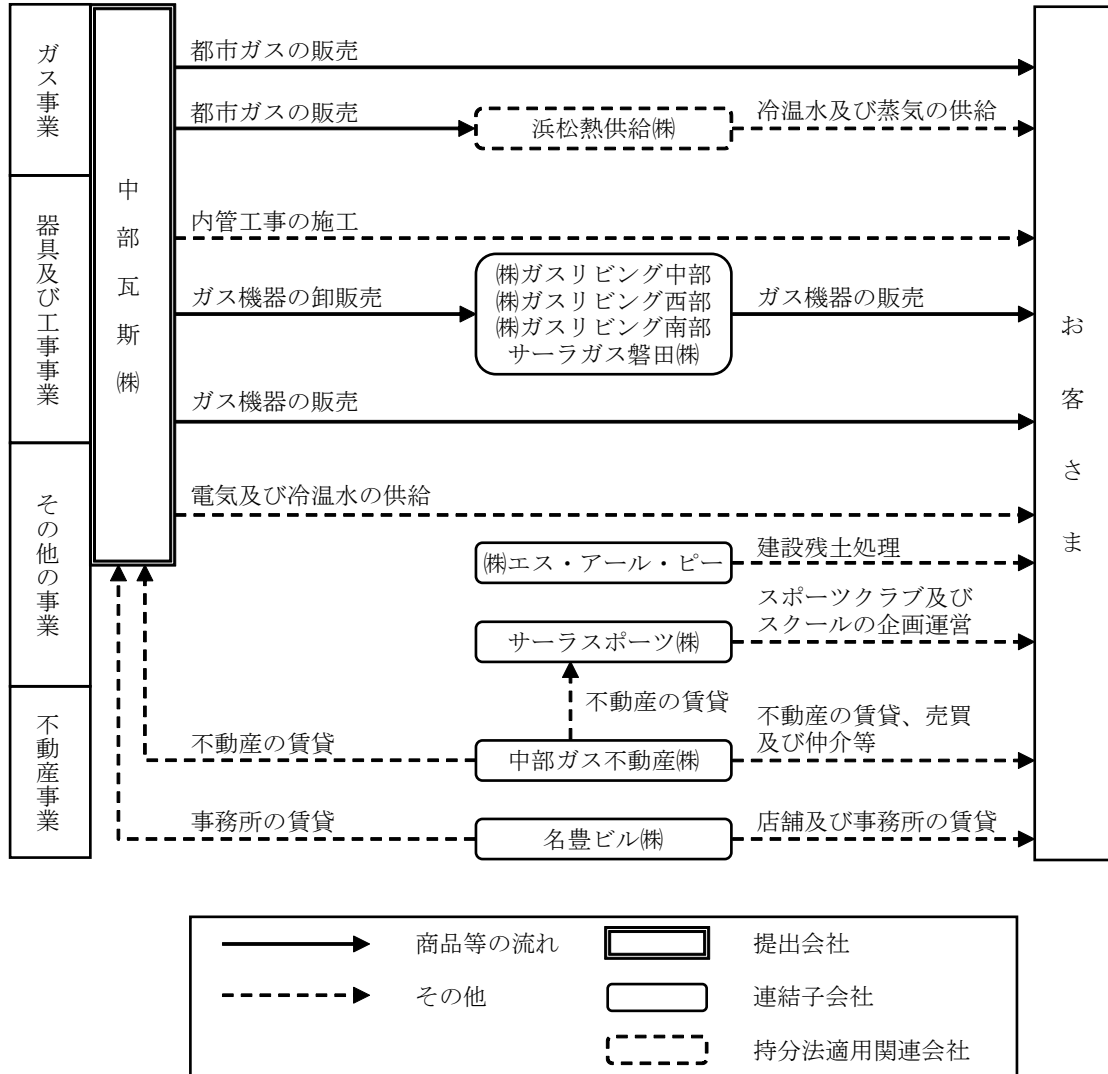 ガス事業
器具及び工事事業
その他の事業
不動産事業
中部瓦斯㈱
お客さま
都市ガスの販売
都市ガスの販売
浜松熱供給㈱
冷温水及び蒸気の供給
内管工事の施工
ガス機器の卸販売
㈱ガスリビング中部
㈱ガスリビング西部
㈱ガスリビング南部
サーラガス磐田㈱
ガス機器の販売
ガス機器の販売
電気及び冷温水の供給
㈱エス・アール・ピー
建設残土処理
サーラスポーツ㈱
スポーツクラブ及び
スクールの企画運営
不動産の賃貸
不動産の賃貸
中部ガス不動産㈱
不動産の賃貸、売買
及び仲介等
事務所の賃貸
名豊ビル㈱
店舗及び事務所の賃貸
商品等の流れ
提出会社
その他
連結子会社
持分法適用関連会社